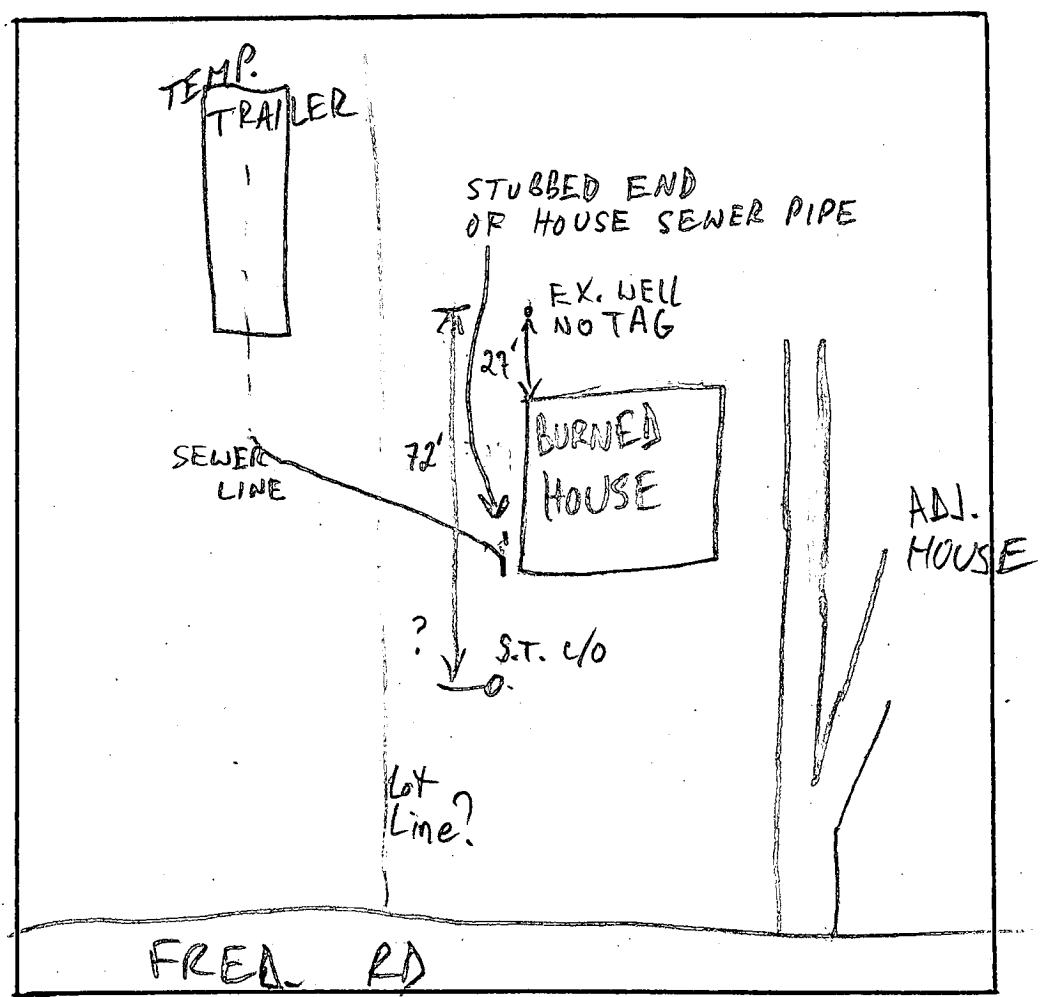 TEMP.
TRAILER
STUBBED END
OF HOUSE SEWER PIPE
EX. WELL
NO TAG
27'
BURNED
HOUSE
72'
SEWER
LINE
ADJ.
HOUSE
?
S.T. C/O
Lot
Line?
FRED. RD